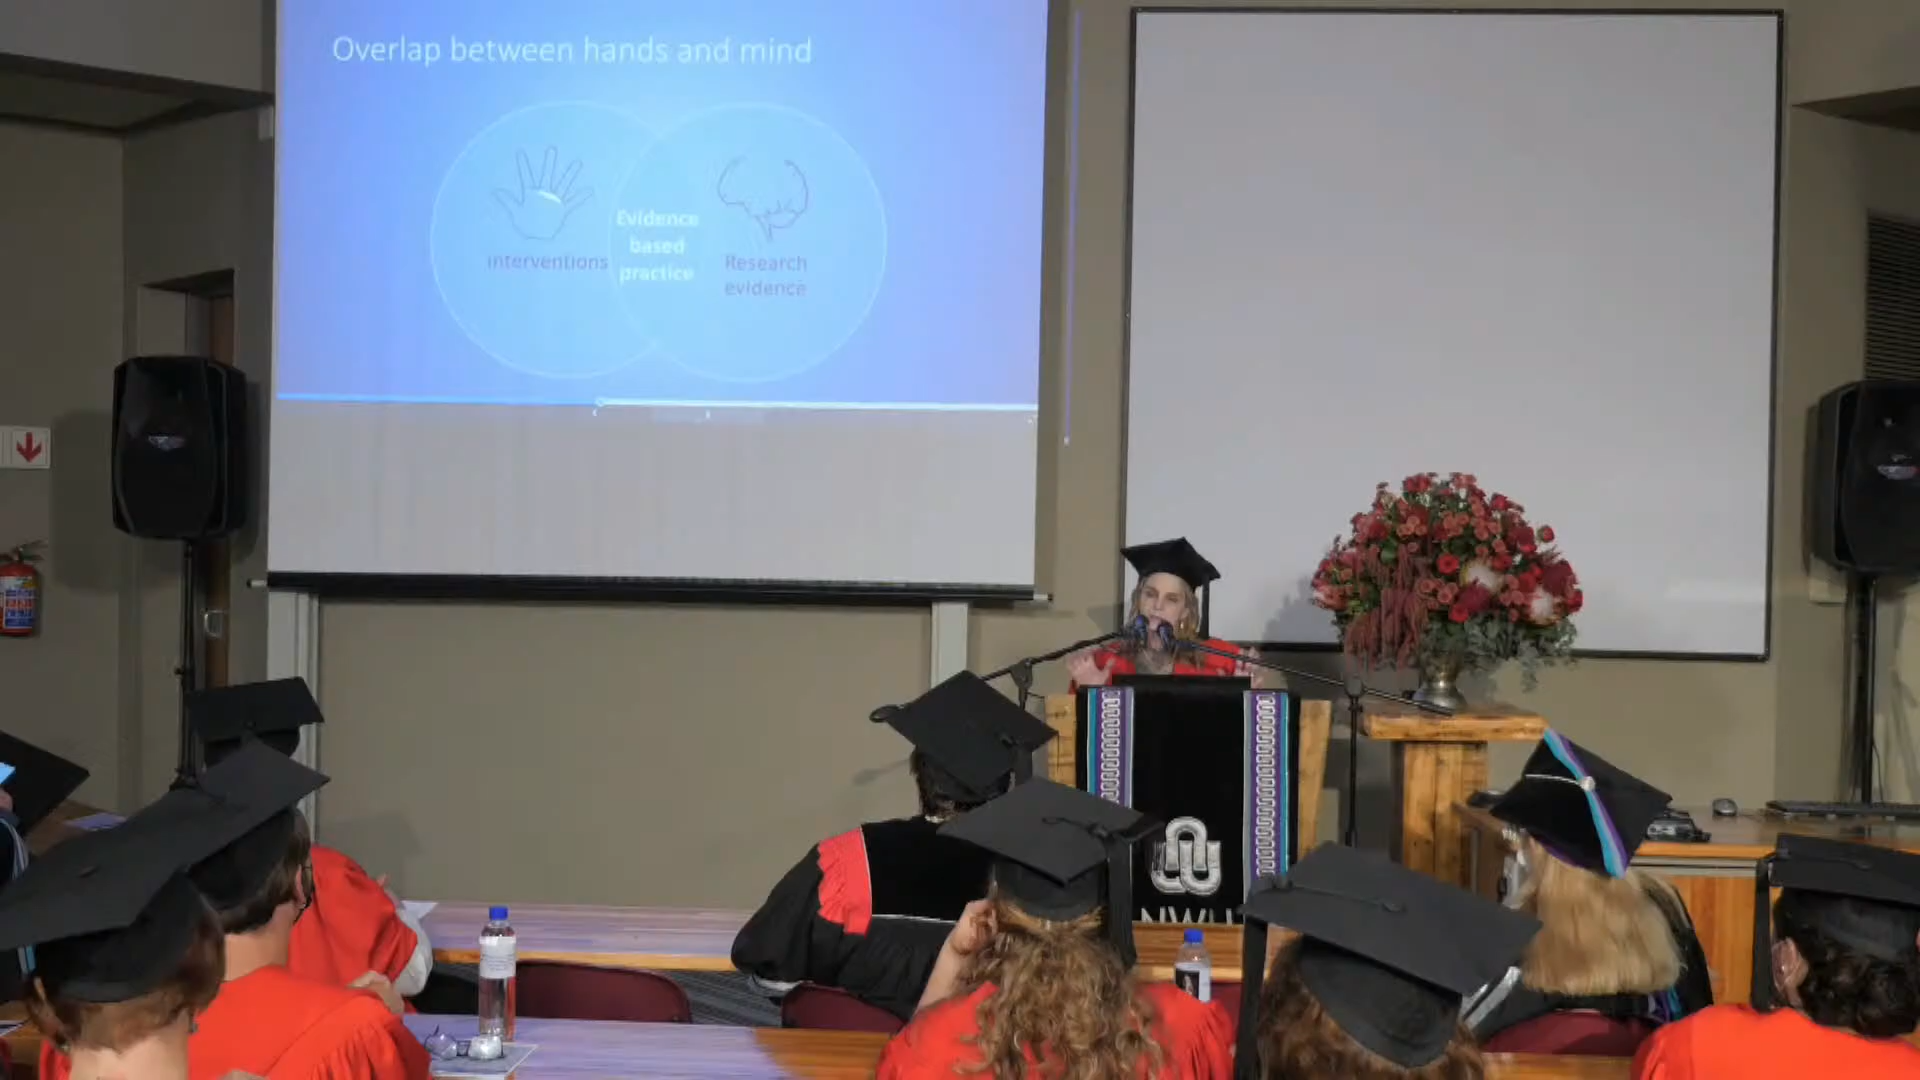 Overlap between hands and mind
interventions
Evidence
based
practice
Research
evidence
NWU